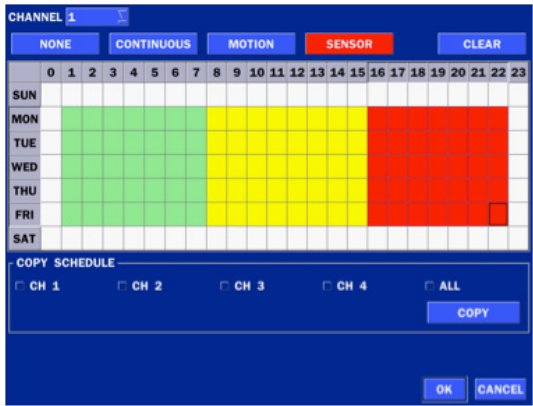 CHANNEL 1
NONE CONTINUOUS MOTION SENSOR CLEAR
0 1 2 3 4 5 6 7 8 9 10 11 12 13 14 15 16 17 18 19 20 21 22 23
SUN
MON
TUE
WED
THU
FRI
SAT
COPY SCHEDULE
CH 1 CH 2 CH 3 CH 4 ALL
COPY
OK CANCEL